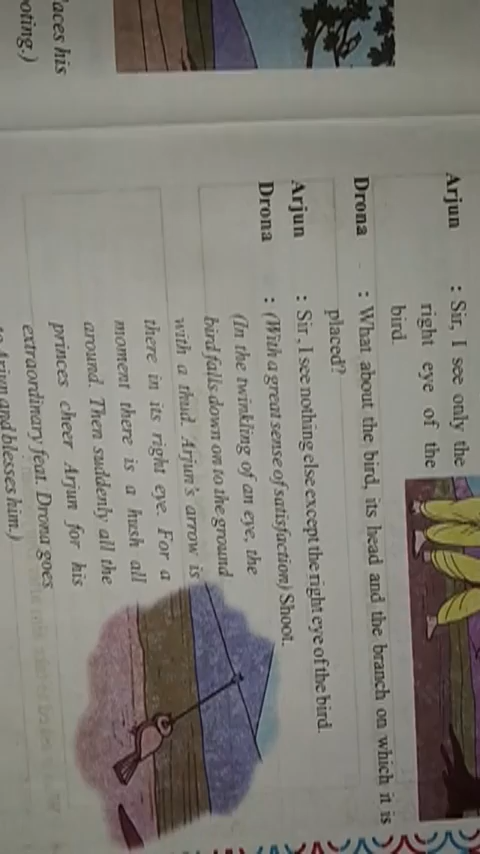 aces his
oting.)
Arjun : Sir, I see only the
right eye of the
bird.
Drona : What about the bird, its head and the branch on which it is
placed?
Arjun : Sir, I see nothing else except the right eye of the bird.
Drona : (With a great sense of satisfaction) Shoot.
(In the twinkling of an eye, the
bird falls down on to the ground
with a thud. Arjun's arrow is
there in its right eye. For a
moment there is a hush all
around. Then suddenly all the
princes cheer Arjun for his
extraordinary feat. Drona goes
to Arjun and blesses him.)